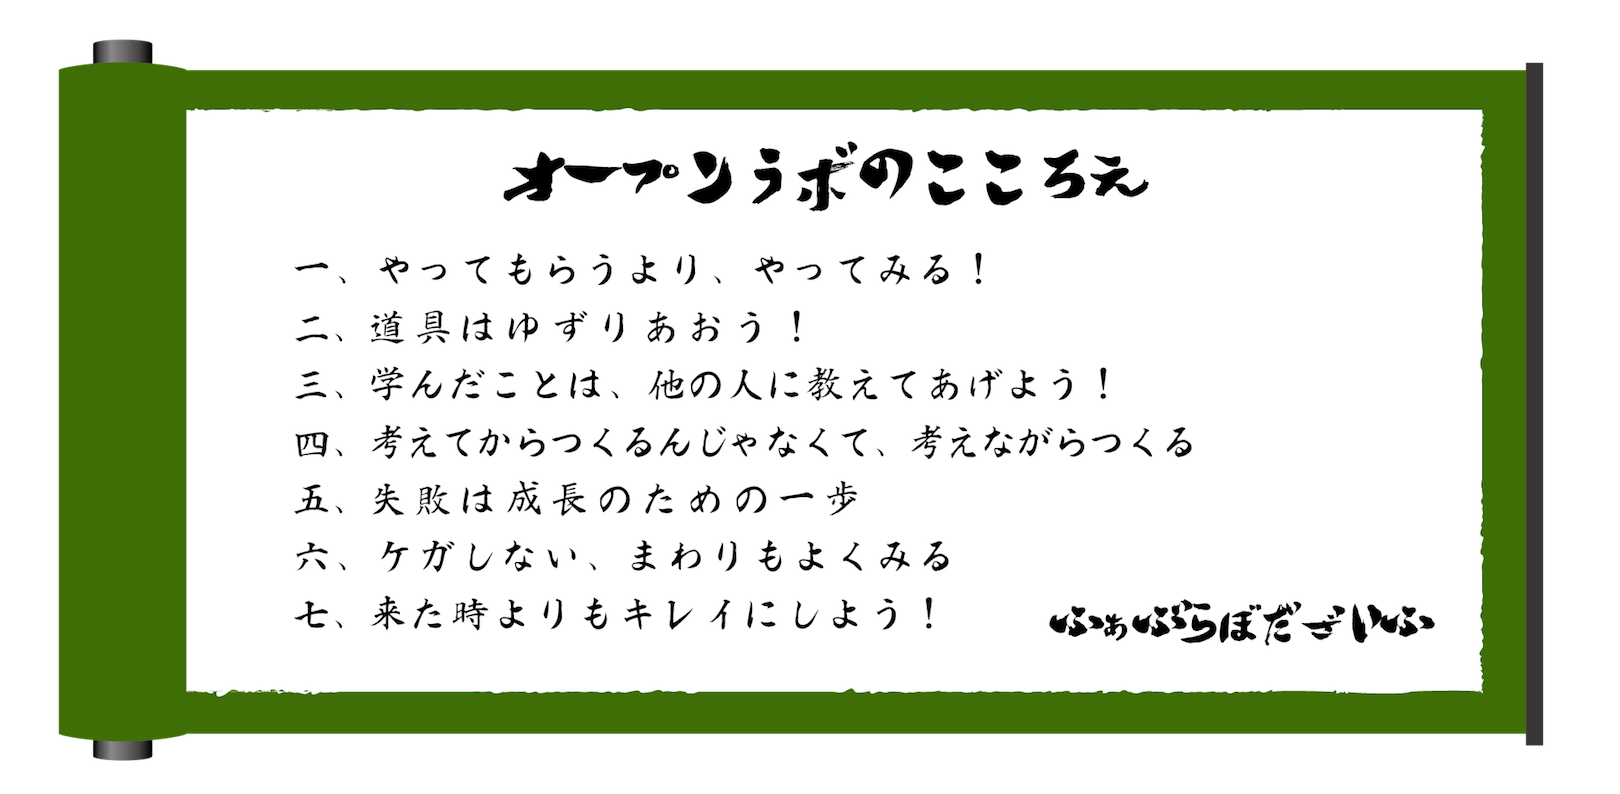 オープンラボのこころえ
一、やってもらうより、やってみる！
二、道具はゆずりあおう！
三、学んだことは、他の人に教えてあげよう！
四、考えてからつくるんじゃなくて、考えながらつくる
五、失敗は成長のための一歩
六、ケガしない、まわりもよくみる
七、来た時よりもキレイにしよう！
ふぁぶらぼだざいふ